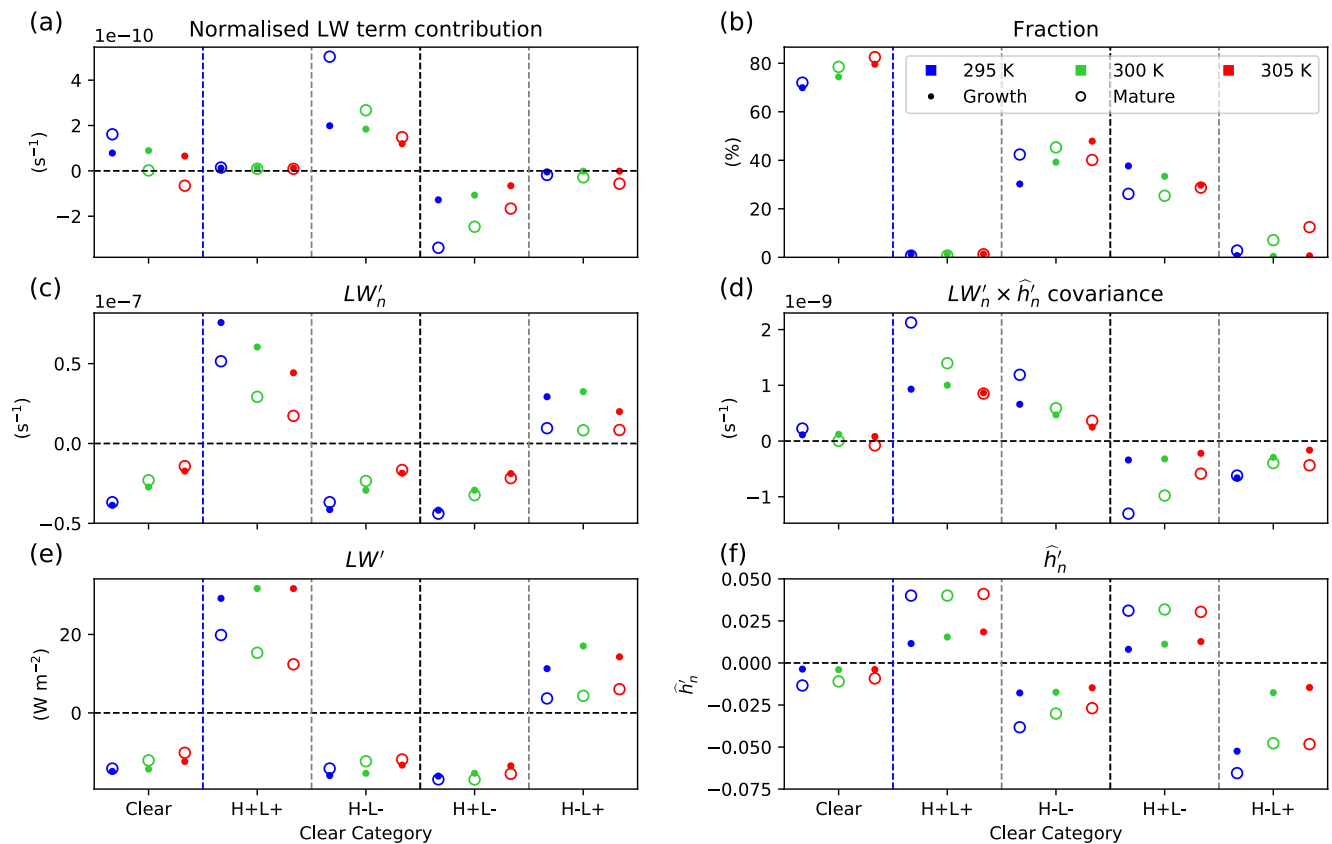 (a) Normalised LW term contribution
1e−10
4
2
0
−2
(s⁻¹)
(b) Fraction
80
60
40
20
0
(%)
295 K 300 K 305 K
Growth Mature
(c) LW′ₙ
1e−7
0.5
0.0
−0.5
(s⁻¹)
(d) LW′ₙ × ĥ′ₙ covariance
1e−9
2
1
0
−1
(s⁻¹)
(e) LW′
20
0
(W m⁻²)
Clear H+L+ H-L- H+L- H-L+
Clear Category
(f) ĥ′ₙ
0.050
0.025
0.000
−0.025
−0.050
−0.075
ĥ′ₙ
Clear H+L+ H-L- H+L- H-L+
Clear Category